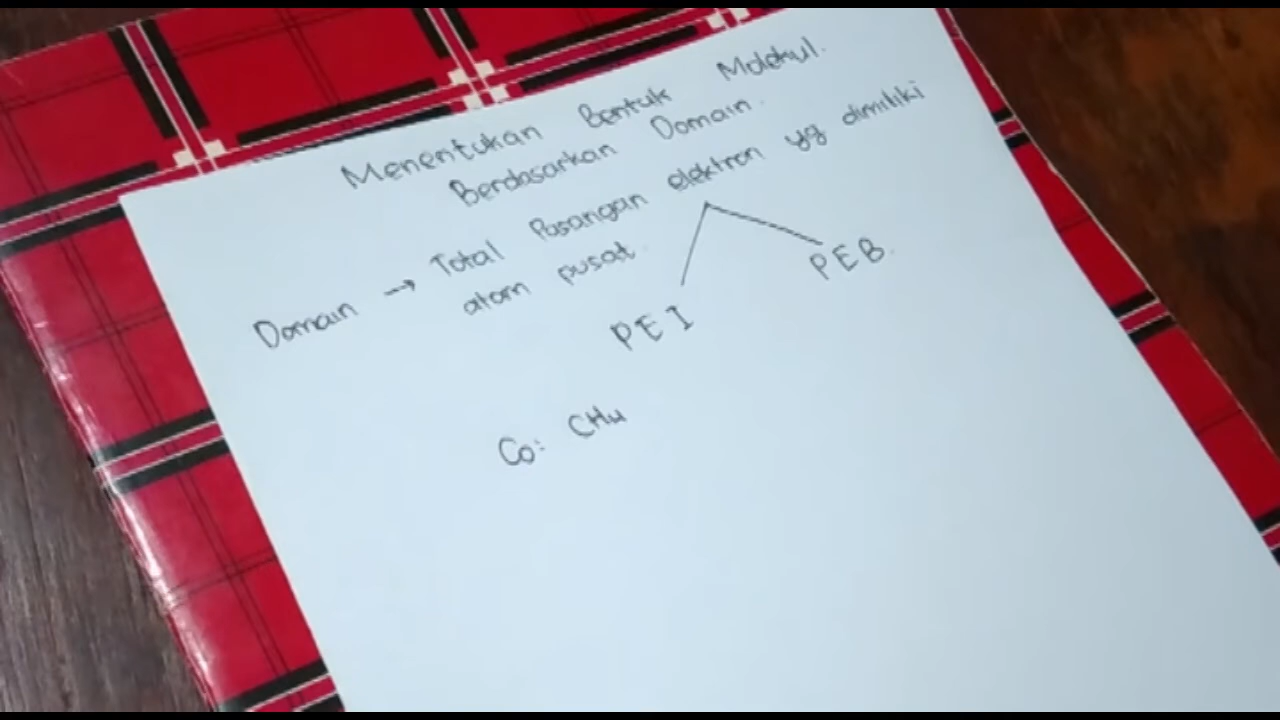 Menentukan Bentuk Molekul.
Berdasarkan Domain.
Domain → Total Pasangan elektron yg dimiliki
atom pusat.
PEI PEB.
Co: CH4